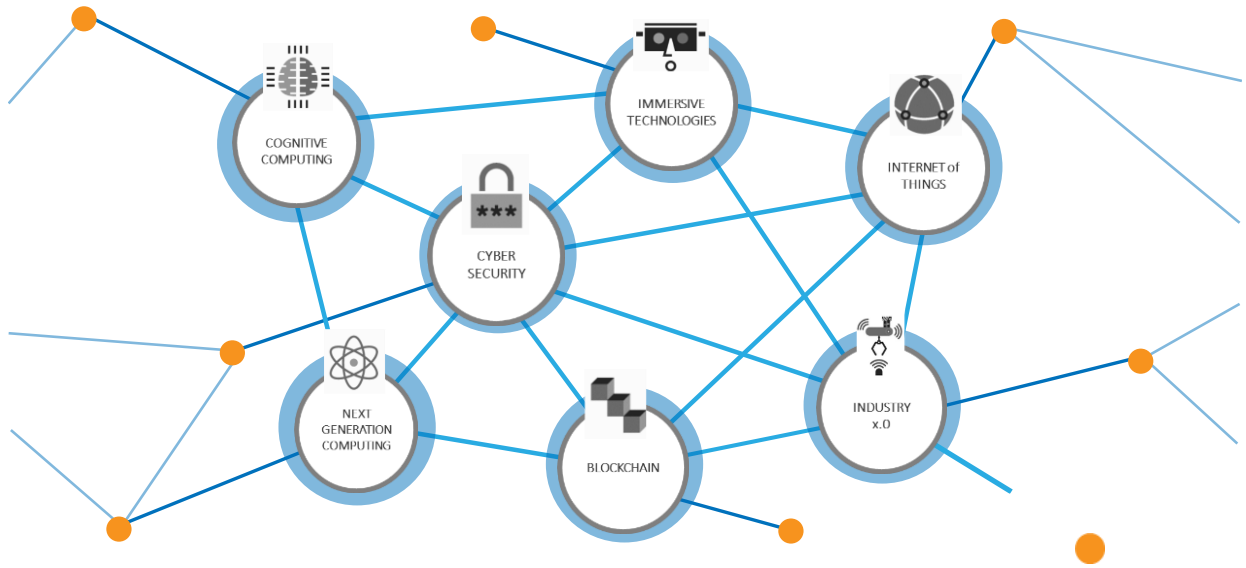 COGNITIVE
COMPUTING
IMMERSIVE
TECHNOLOGIES
INTERNET of
THINGS
***
CYBER
SECURITY
NEXT
GENERATION
COMPUTING
BLOCKCHAIN
INDUSTRY
x.0